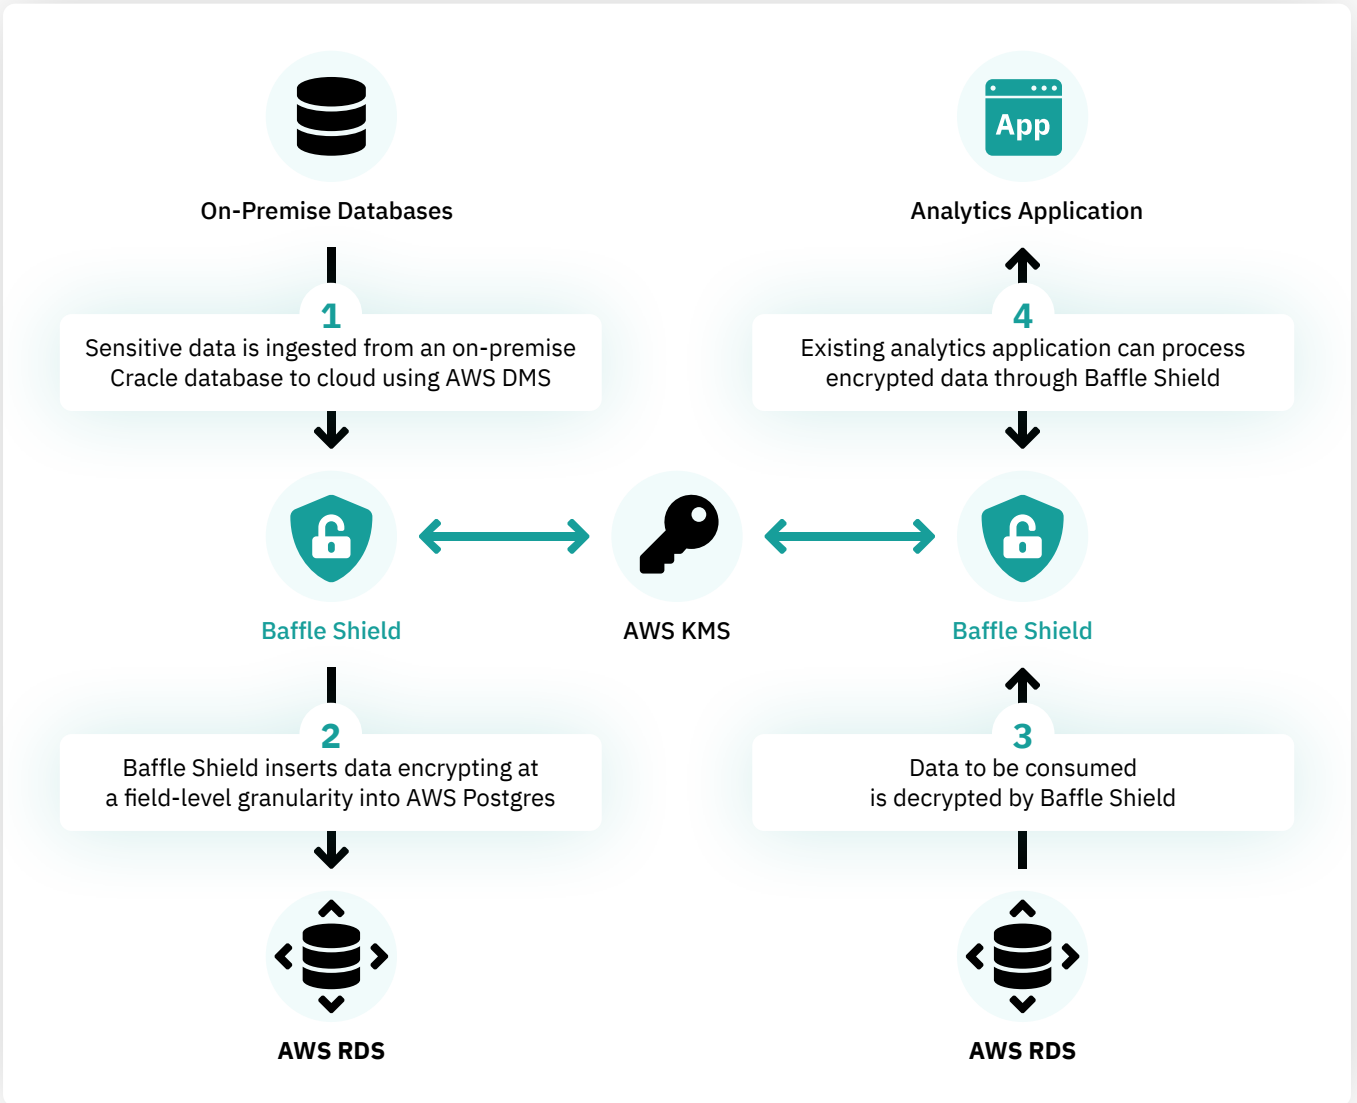 App
On-Premise Databases
Analytics Application
1
Sensitive data is ingested from an on-premise
Cracle database to cloud using AWS DMS
4
Existing analytics application can process
encrypted data through Baffle Shield
Baffle Shield
AWS KMS
Baffle Shield
2
Baffle Shield inserts data encrypting at
a field-level granularity into AWS Postgres
3
Data to be consumed
is decrypted by Baffle Shield
AWS RDS
AWS RDS